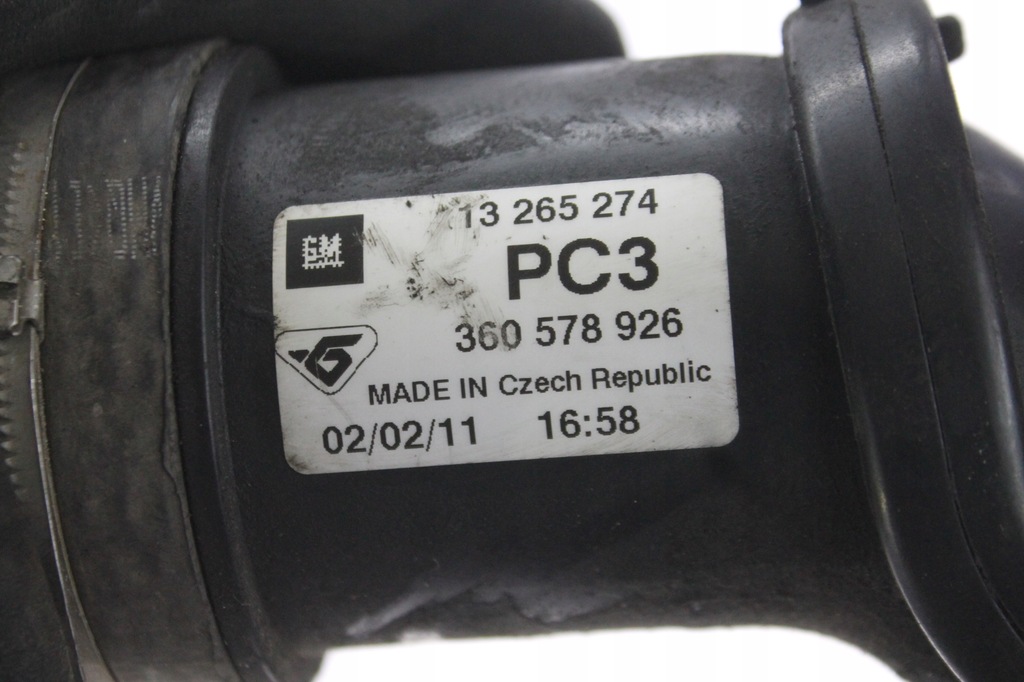 13 265 274
GM
PC3
360 578 926
MADE IN Czech Republic
02/02/11 16:58